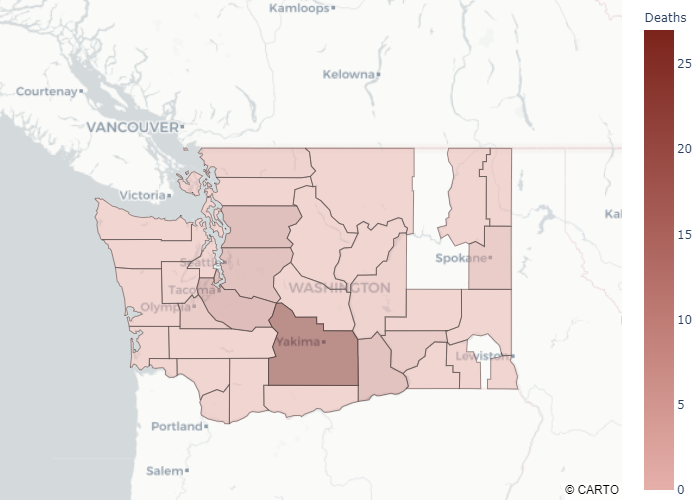 Deaths
Kamloops
25
Kelowna
Courtenay
VANCOUVER
20
Victoria
15
Kal
Spokane
Seattle
WASHINGTON
Tacoma
Olympia
10
Yakima
Lewiston
5
Portland
Salem
0
© CARTO